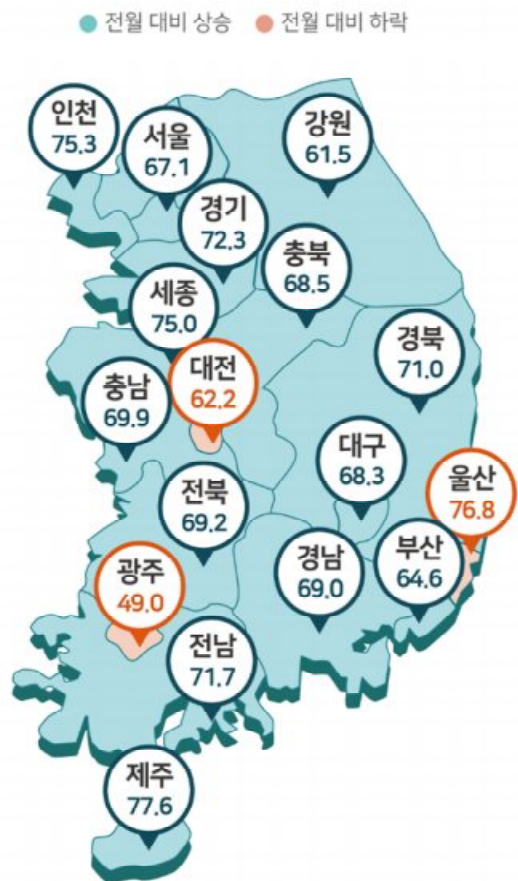 전월 대비 상승 전월 대비 하락
인천
75.3
서울
67.1
강원
61.5
경기
72.3
충북
68.5
세종
75.0
경북
71.0
대전
62.2
충남
69.9
대구
68.3
울산
76.8
전북
69.2
경남
69.0
부산
64.6
광주
49.0
전남
71.7
제주
77.6